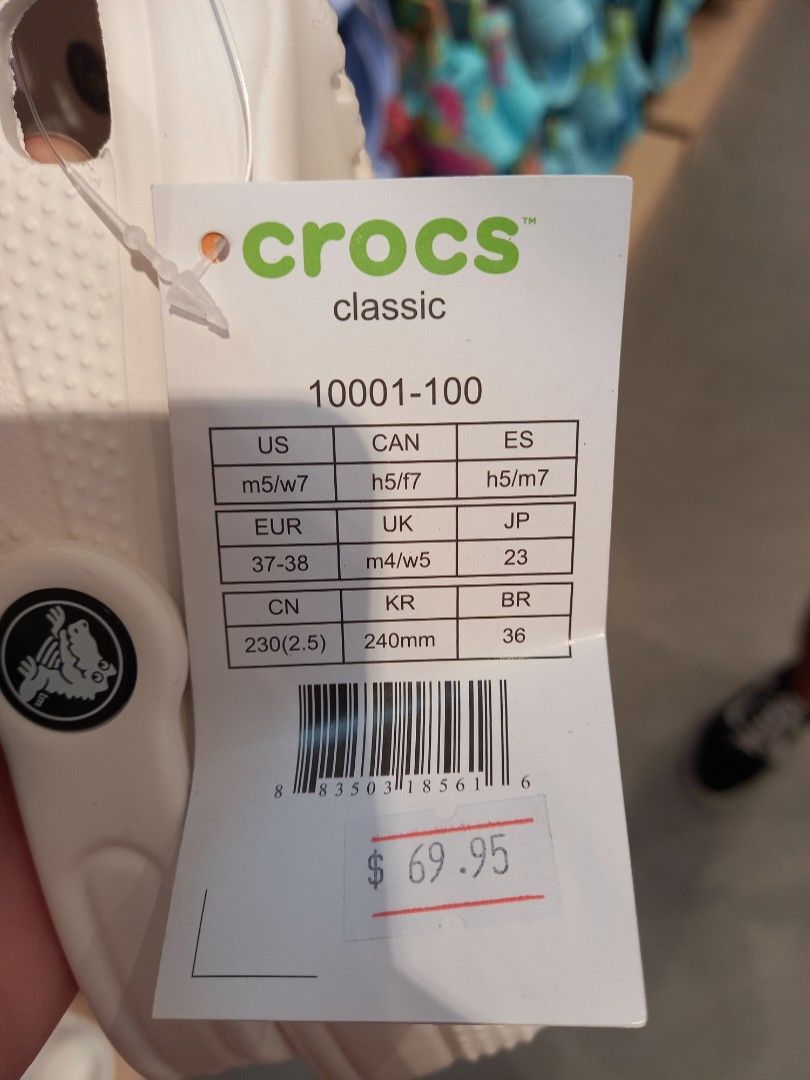 crocs™
classic
10001-100
US CAN ES
m5/w7 h5/f7 h5/m7
EUR UK JP
37-38 m4/w5 23
CN KR BR
230(2.5) 240mm 36
8 83503 18561 6
$ 69.95
tm